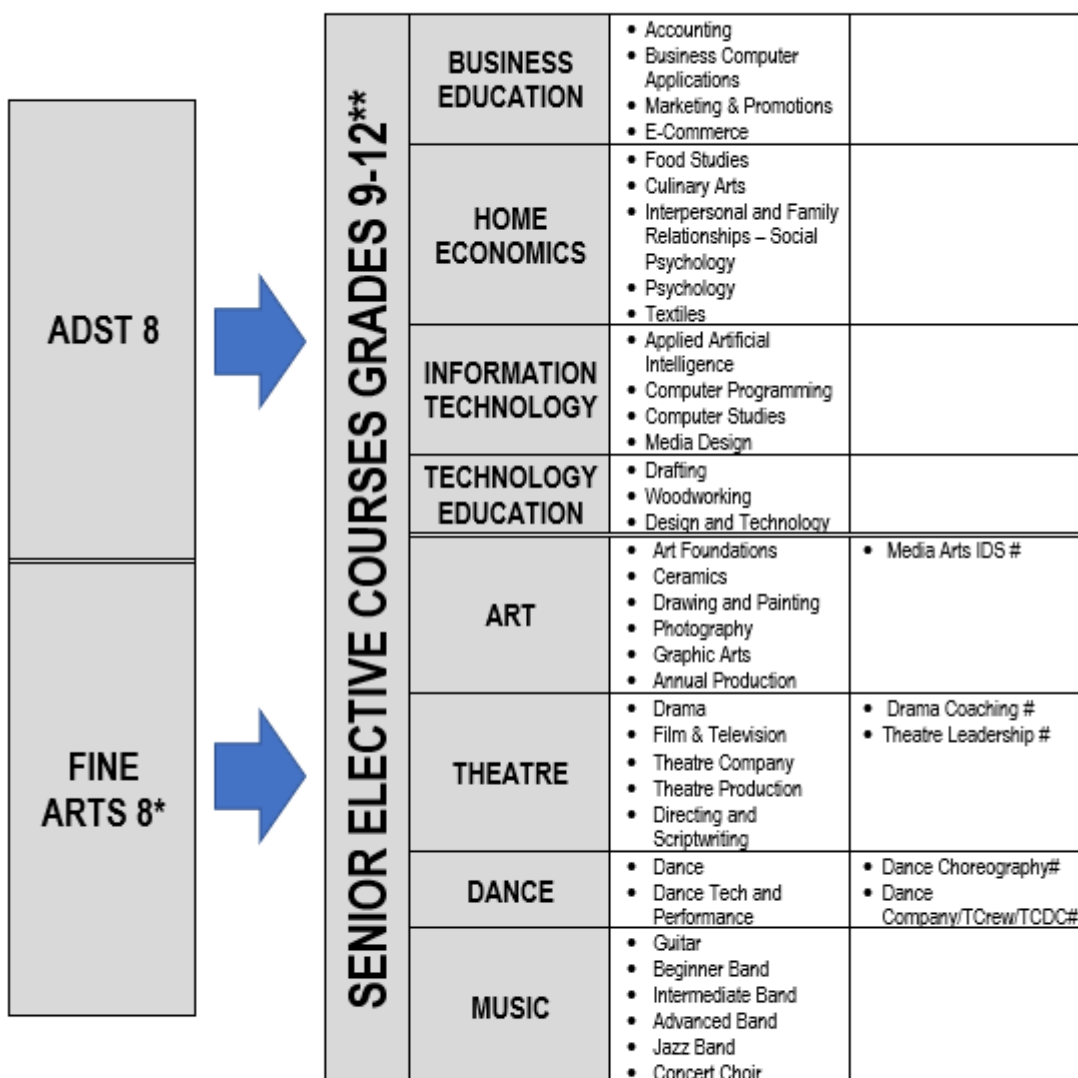 ADST 8
FINE
ARTS 8*
SENIOR ELECTIVE COURSES GRADES 9-12**
BUSINESS
EDUCATION
• Accounting
• Business Computer
Applications
• Marketing & Promotions
• E-Commerce
HOME
ECONOMICS
• Food Studies
• Culinary Arts
• Interpersonal and Family
Relationships – Social
Psychology
• Psychology
• Textiles
INFORMATION
TECHNOLOGY
• Applied Artificial
Intelligence
• Computer Programming
• Computer Studies
• Media Design
TECHNOLOGY
EDUCATION
• Drafting
• Woodworking
• Design and Technology
ART
• Art Foundations
• Ceramics
• Drawing and Painting
• Photography
• Graphic Arts
• Annual Production
• Media Arts IDS #
THEATRE
• Drama
• Film & Television
• Theatre Company
• Theatre Production
• Directing and
Scriptwriting
• Drama Coaching #
• Theatre Leadership #
DANCE
• Dance
• Dance Tech and
Performance
• Dance Choreography#
• Dance
Company/TCrew/TCDC#
MUSIC
• Guitar
• Beginner Band
• Intermediate Band
• Advanced Band
• Jazz Band
• Concert Choir